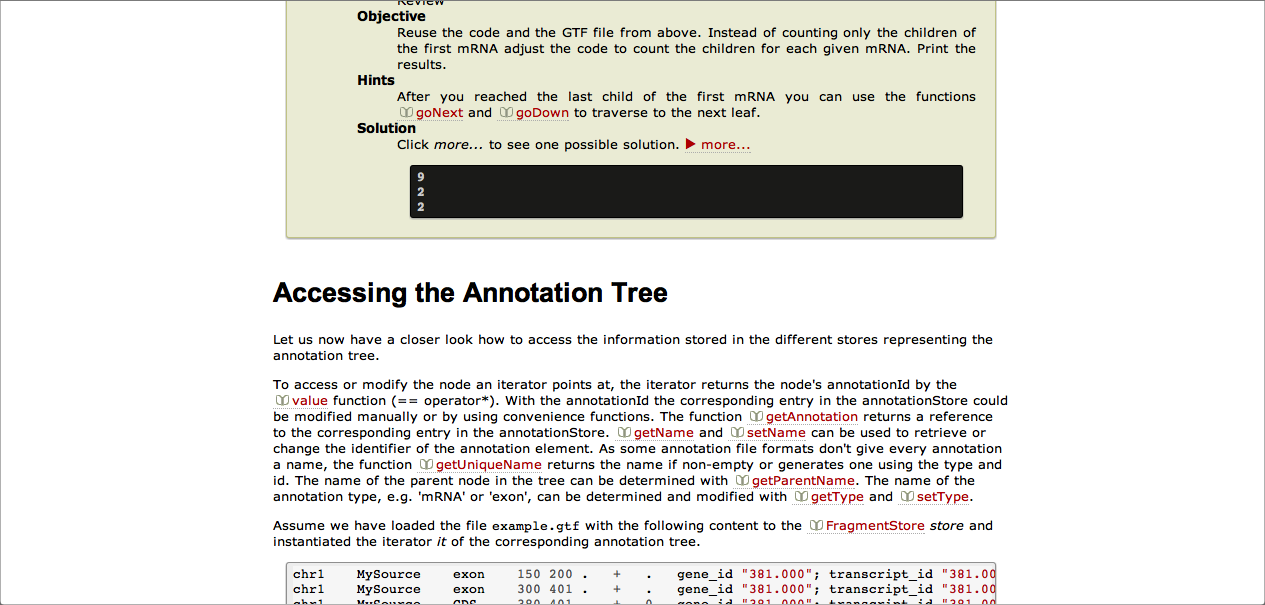 Review
Objective
Reuse the code and the GTF file from above. Instead of counting only the children of
the first mRNA adjust the code to count the children for each given mRNA. Print the
results.
Hints
After you reached the last child of the first mRNA you can use the functions
goNext and goDown to traverse to the next leaf.
Solution
Click more... to see one possible solution. more...
9
2
2
Accessing the Annotation Tree
Let us now have a closer look how to access the information stored in the different stores representing the
annotation tree.
To access or modify the node an iterator points at, the iterator returns the node's annotationId by the
value function (== operator*). With the annotationId the corresponding entry in the annotationStore could
be modified manually or by using convenience functions. The function getAnnotation returns a reference
to the corresponding entry in the annotationStore. getName and setName can be used to retrieve or
change the identifier of the annotation element. As some annotation file formats don't give every annotation
a name, the function getUniqueName returns the name if non-empty or generates one using the type and
id. The name of the parent node in the tree can be determined with getParentName. The name of the
annotation type, e.g. 'mRNA' or 'exon', can be determined and modified with getType and setType.
Assume we have loaded the file example.gtf with the following content to the FragmentStore store and
instantiated the iterator it of the corresponding annotation tree.
chr1 MySource exon 150 200 . + . gene_id "381.000"; transcript_id "381.00
chr1 MySource exon 300 401 . + . gene_id "381.000"; transcript_id "381.00
chr1 MySource CDS 380 401 . + 0 gene_id "381.000"; transcript_id "381.00